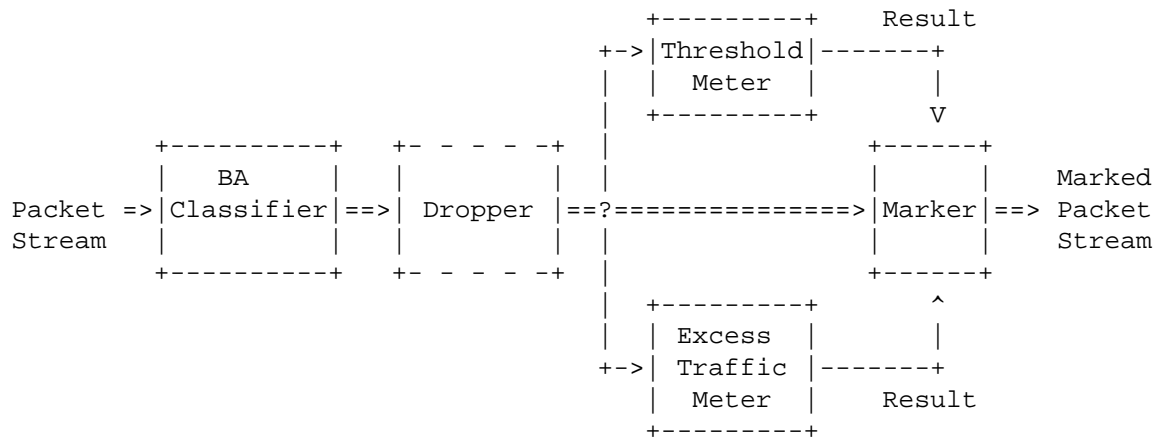 +---------+     Result
+->|Threshold|-------+
|  |  Meter  |       |
|  +---------+       V
+----------+   +- - - - -+  |                +------+
|   BA     |   |         |  |                |      |    Marked
Packet =>|Classifier|==>| Dropper |==?===============>|Marker|==> Packet
Stream   |          |   |         |  |                |      |    Stream
+----------+   +- - - - -+  |                +------+
|  +---------+       ^
|  | Excess  |       |
+->| Traffic |-------+
|  Meter  |     Result
+---------+